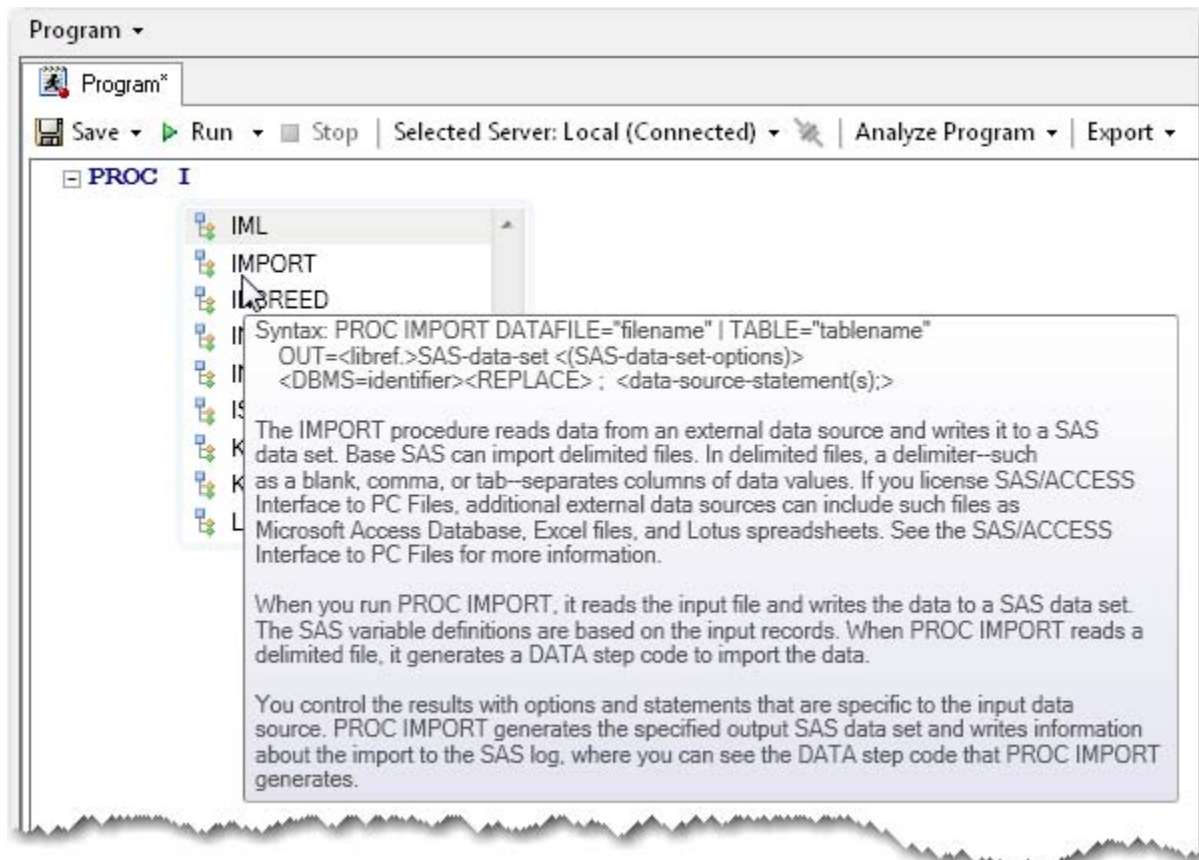 Program
Program*
Save Run Stop | Selected Server: Local (Connected) | Analyze Program | Export
PROC I
IML
IMPORT
BREED
Syntax: PROC IMPORT DATAFILE="filename" | TABLE="tablename"
OUT=<libref.>SAS-data-set <(SAS-data-set-options)>
<DBMS=identifier><REPLACE> ; <data-source-statement(s);>
The IMPORT procedure reads data from an external data source and writes it to a SAS
data set. Base SAS can import delimited files. In delimited files, a delimiter--such
as a blank, comma, or tab--separates columns of data values. If you license SAS/ACCESS
Interface to PC Files, additional external data sources can include such files as
Microsoft Access Database, Excel files, and Lotus spreadsheets. See the SAS/ACCESS
Interface to PC Files for more information.
When you run PROC IMPORT, it reads the input file and writes the data to a SAS data set.
The SAS variable definitions are based on the input records. When PROC IMPORT reads a
delimited file, it generates a DATA step code to import the data.
You control the results with options and statements that are specific to the input data
source. PROC IMPORT generates the specified output SAS data set and writes information
about the import to the SAS log, where you can see the DATA step code that PROC IMPORT
generates.